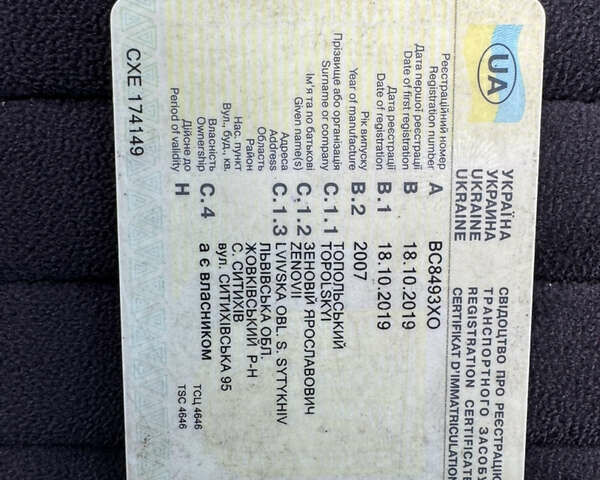 UA
УКРАЇНА
УКРАИНА
UKRAINE
UKRAINE
СВІДОЦТВО ПРО РЕЄСТРАЦІЮ
ТРАНСПОРТНОГО ЗАСОБУ
REGISTRATION CERTIFICATE
CERTIFIKAT D'IMMATRICULATION
Реєстраційний номер
Registration number A BC8493XO
Дата першої реєстрації
Date of first registration B 18.10.2019
Дата реєстрації
Date of registration B.1 18.10.2019
Рік випуску
Year of manufacture B.2 2007
Прізвище або організація C.1.1 ТОПОЛЬСЬКИЙ
Surname or company TOPOLSKYI
Ім'я та по батькові C.1.2 ЗЕНОВІЙ ЯРОСЛАВОВИЧ
Given name(s) ZENOVII
Адреса C.1.3 LVIVSKA OBL. S. SYTYKHIV
Address
Область ЛЬВІВСЬКА ОБЛ.
Район ЖОВКІВСЬКИЙ Р-Н
Нас. пункт С. СИТИХІВ
Вул., буд., кв. вул. СИТИХІВСЬКА 95
Власність
Ownership C.4 а є власником
Дійсне до
Period of validity H
ТСЦ 4646
TSC 4646
CXE 174149